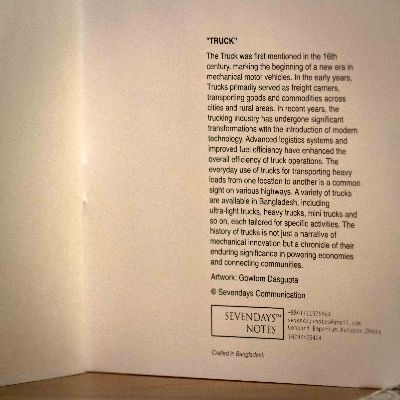 "TRUCK"
The Truck was first mentioned in the 16th
century, marking the beginning of a new era in
mechanical motor vehicles. In the early years,
Trucks primarily served as freight carriers,
transporting goods and commodities across
cities and rural areas. In recent years, the
trucking industry has undergone significant
transformations with the introduction of modern
technology. Advanced logistics systems and
improved fuel efficiency have enhanced the
overall efficiency of truck operations. The
everyday use of trucks for transporting heavy
loads from one location to another is a common
sight on various highways. A variety of trucks
are available in Bangladesh, including
ultra-light trucks, heavy trucks, mini trucks and
so on, each tailored for specific activities. The
history of trucks is not just a narrative of
mechanical innovation but a chronicle of their
enduring significance in powering economies
and connecting communities.
Artwork: Gowtom Dasgupta
© Sevendays Communication
SEVENDAYS™
NOTES
Concord Emporium, Katabon, Dhaka
Crafted in Bangladesh